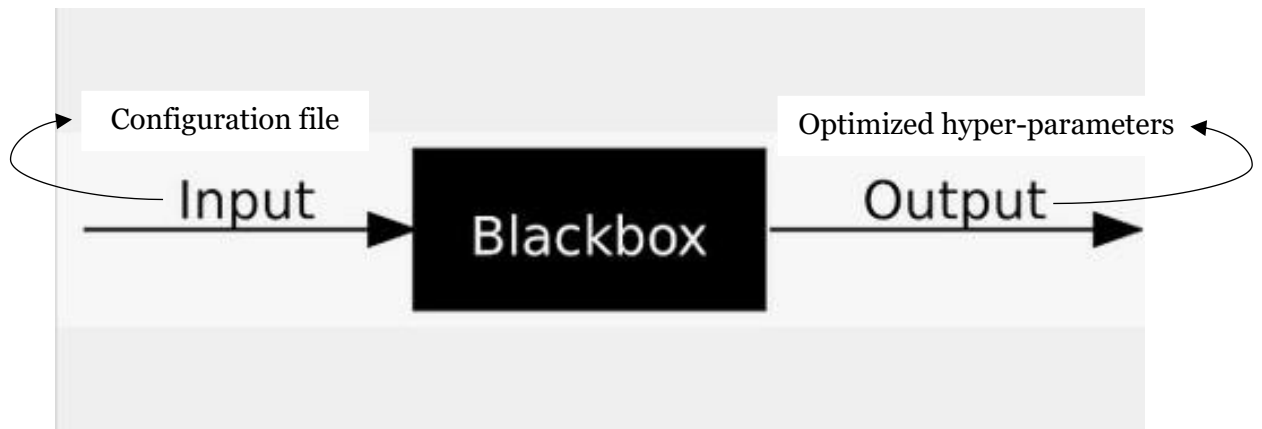 Configuration file
Optimized hyper-parameters
Input
Blackbox
Output